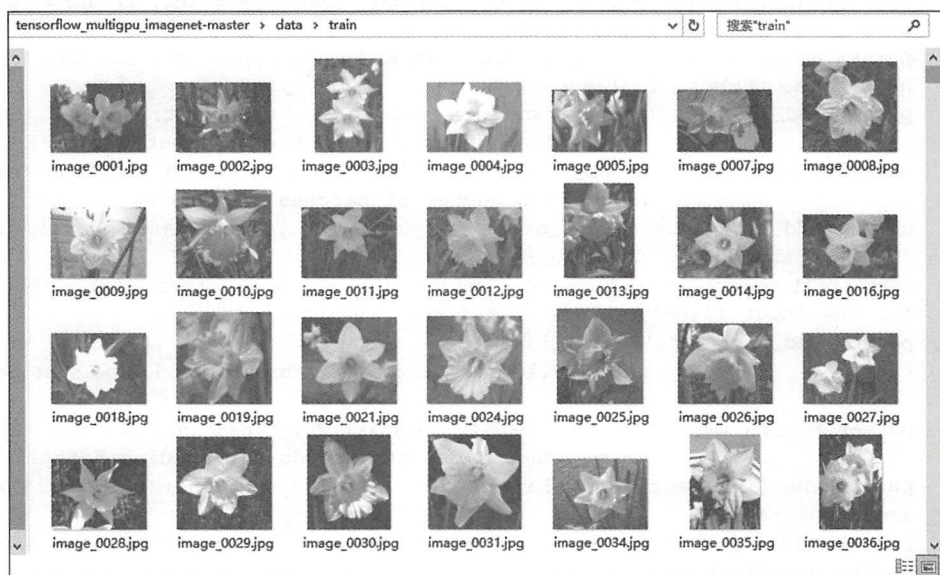 tensorflow_multigpu_imagenet-master > data > train
搜索"train"
image_0001.jpg image_0002.jpg image_0003.jpg image_0004.jpg image_0005.jpg image_0007.jpg image_0008.jpg
image_0009.jpg image_0010.jpg image_0011.jpg image_0012.jpg image_0013.jpg image_0014.jpg image_0016.jpg
image_0018.jpg image_0019.jpg image_0021.jpg image_0024.jpg image_0025.jpg image_0026.jpg image_0027.jpg
image_0028.jpg image_0029.jpg image_0030.jpg image_0031.jpg image_0034.jpg image_0035.jpg image_0036.jpg